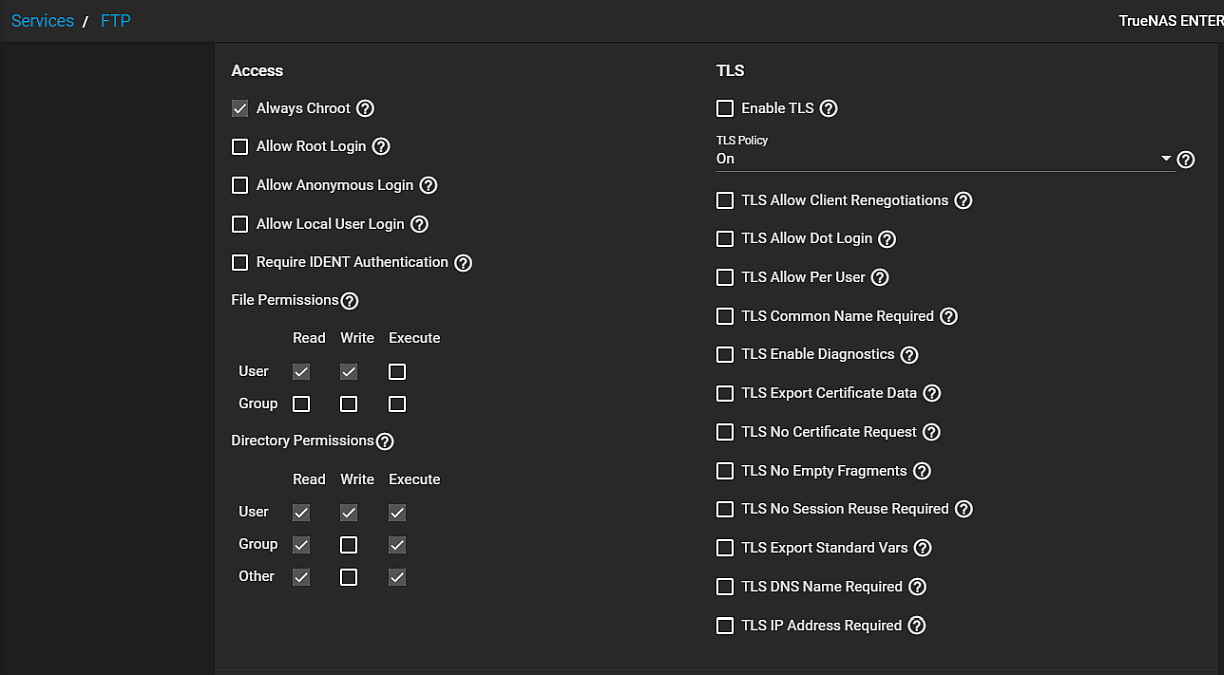 Services / FTP
TrueNAS ENTER
Access
Always Chroot
Allow Root Login
Allow Anonymous Login
Allow Local User Login
Require IDENT Authentication
File Permissions
Read Write Execute
User
Group
Directory Permissions
Read Write Execute
User
Group
Other
TLS
Enable TLS
TLS Policy
On
TLS Allow Client Renegotiations
TLS Allow Dot Login
TLS Allow Per User
TLS Common Name Required
TLS Enable Diagnostics
TLS Export Certificate Data
TLS No Certificate Request
TLS No Empty Fragments
TLS No Session Reuse Required
TLS Export Standard Vars
TLS DNS Name Required
TLS IP Address Required